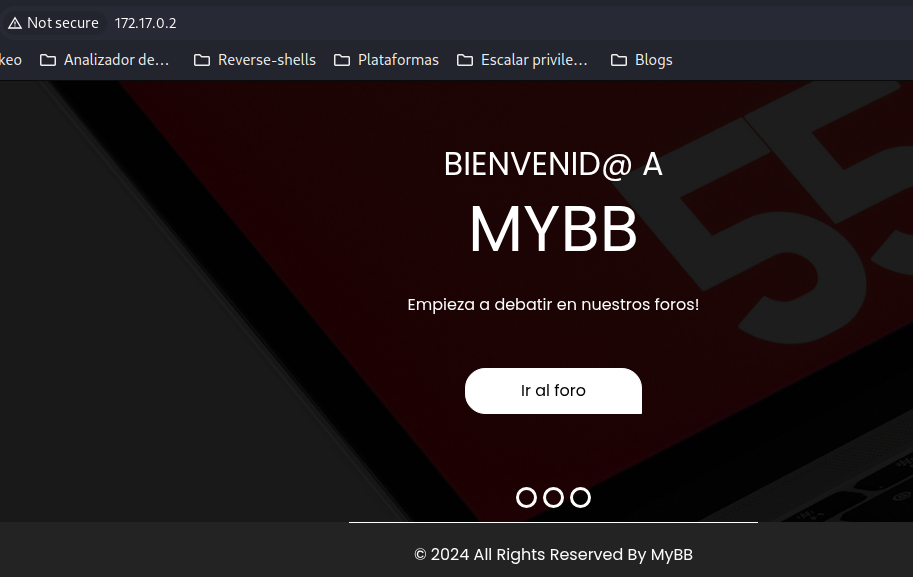 Not secure 172.17.0.2
keo Analizador de... Reverse-shells Plataformas Escalar privile... Blogs
55
BIENVENID@ A
MYBB
Empieza a debatir en nuestros foros!
Ir al foro
© 2024 All Rights Reserved By MyBB